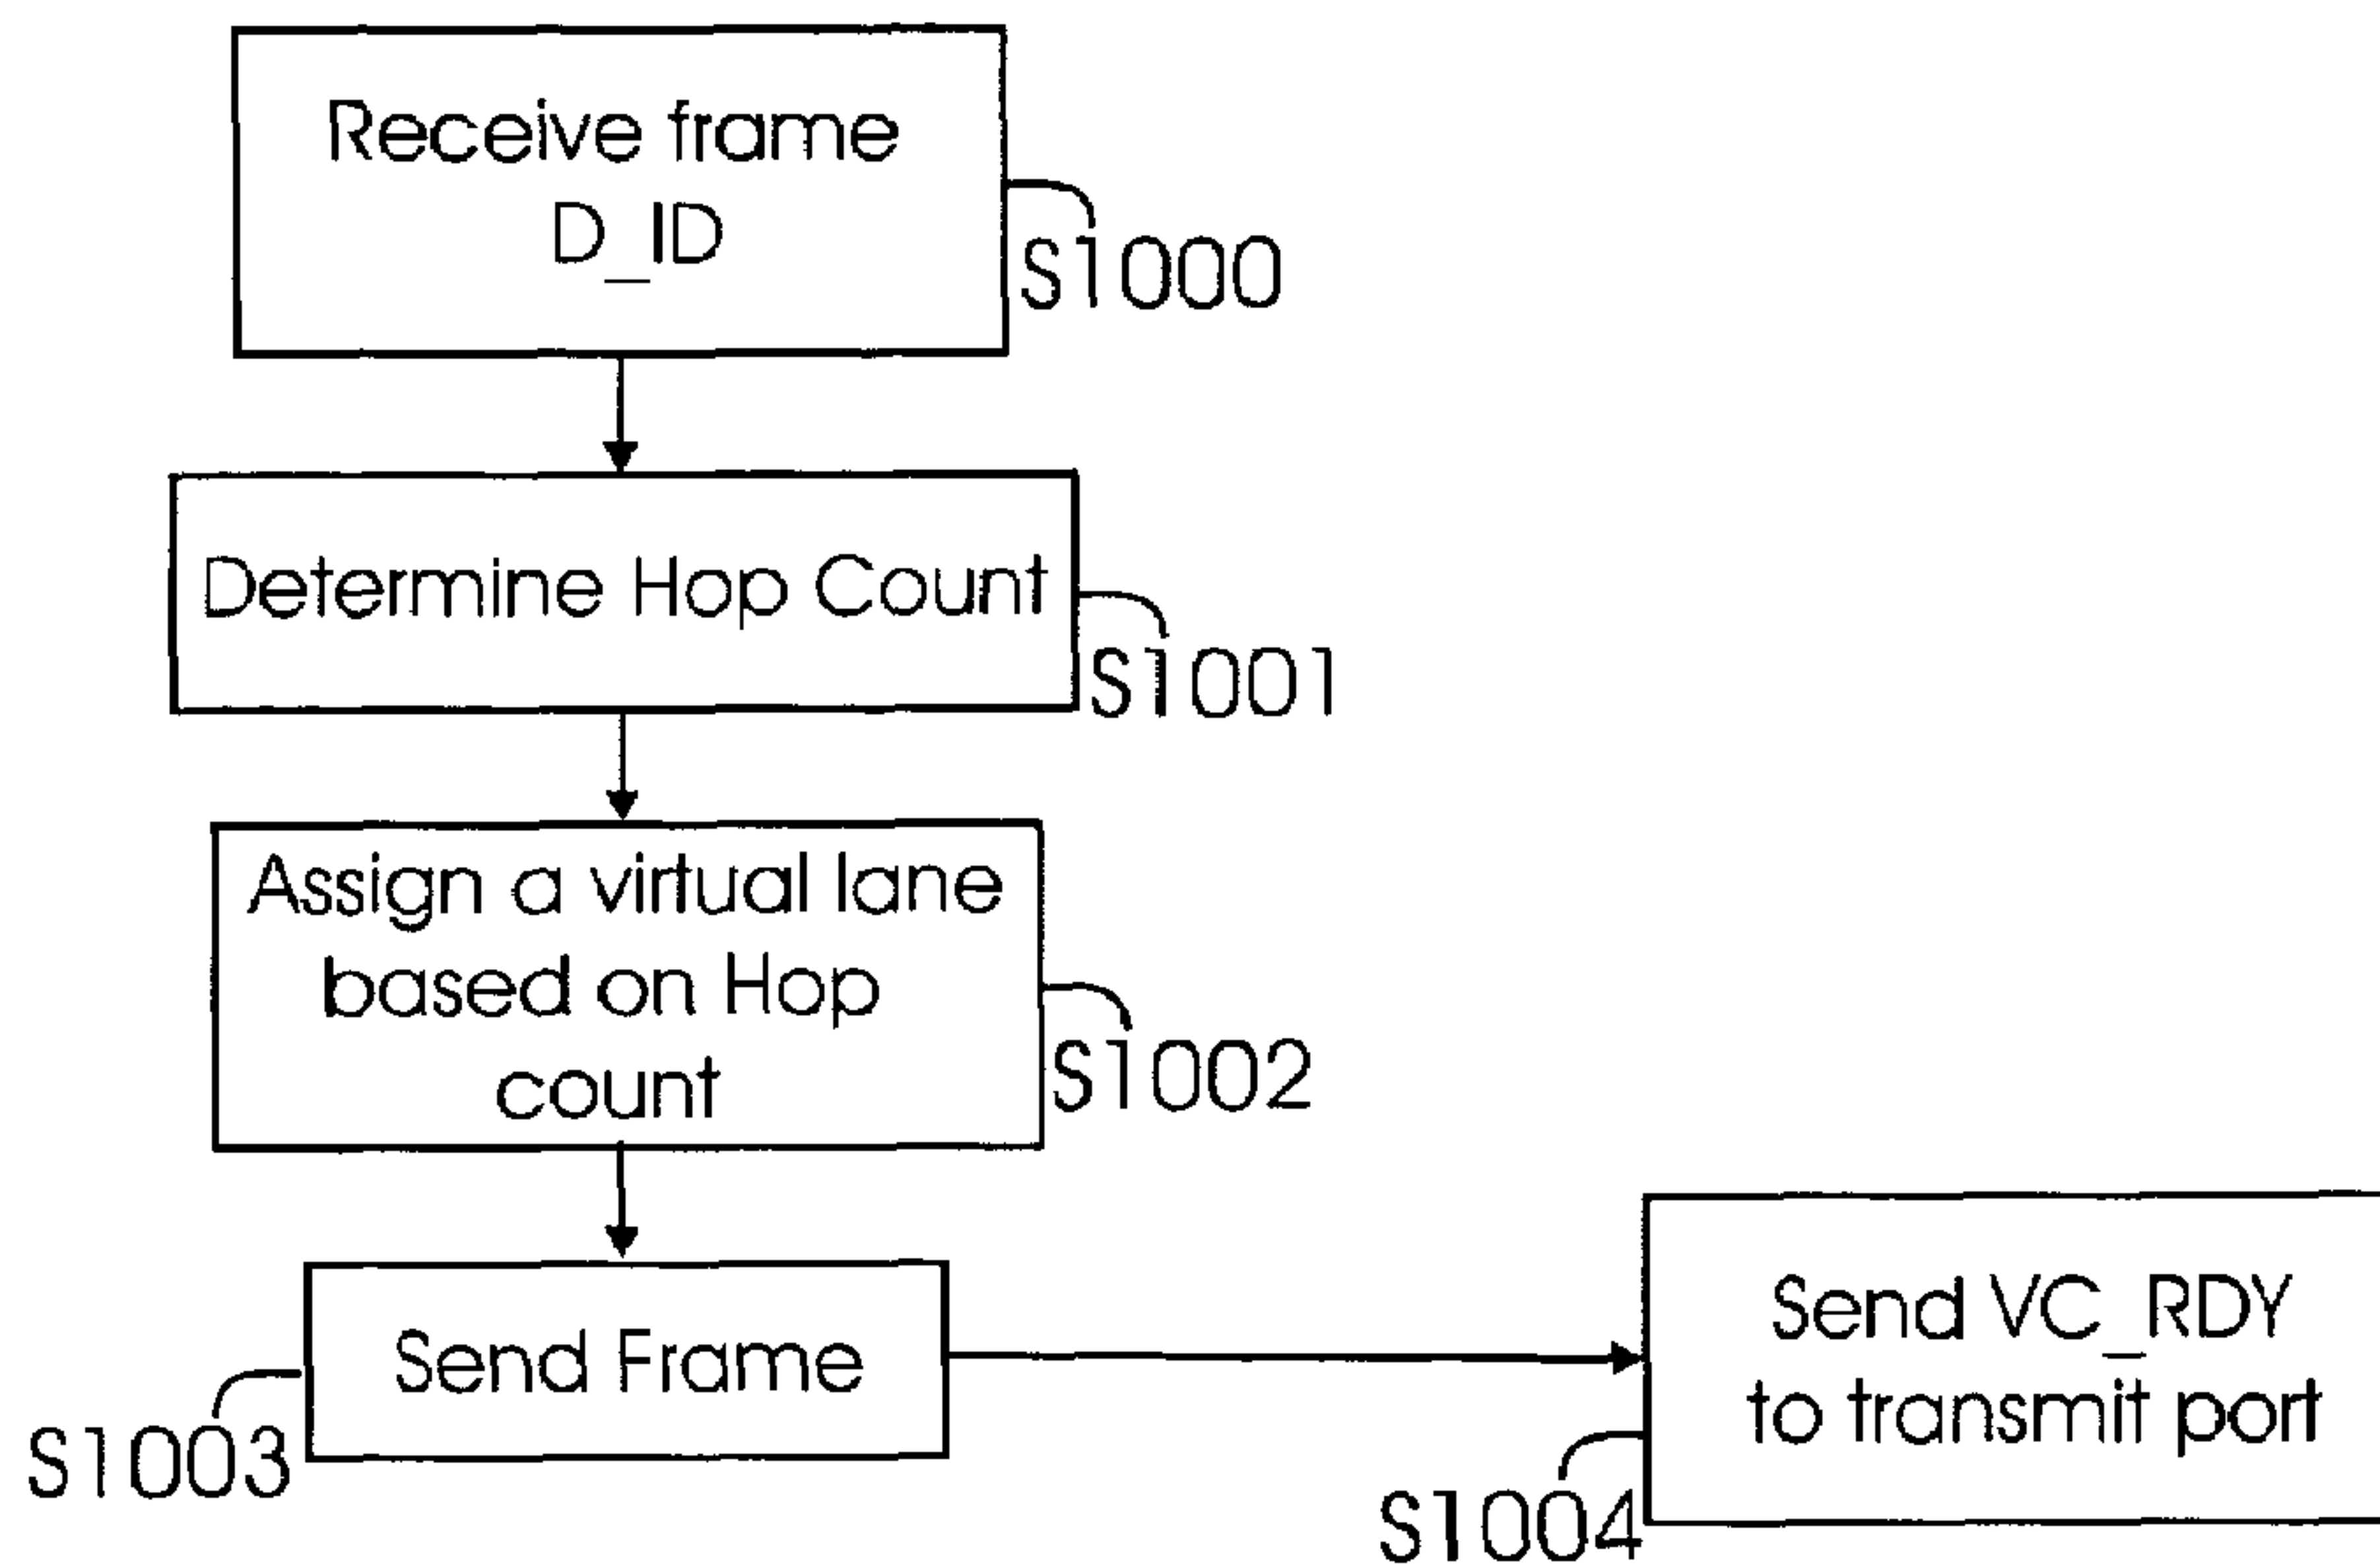 Receive frame
D_ID
S1000
Determine Hop Count
S1001
Assign a virtual lane
based on Hop
count
S1002
Send Frame
S1003
Send VC_RDY
to transmit port
S1004